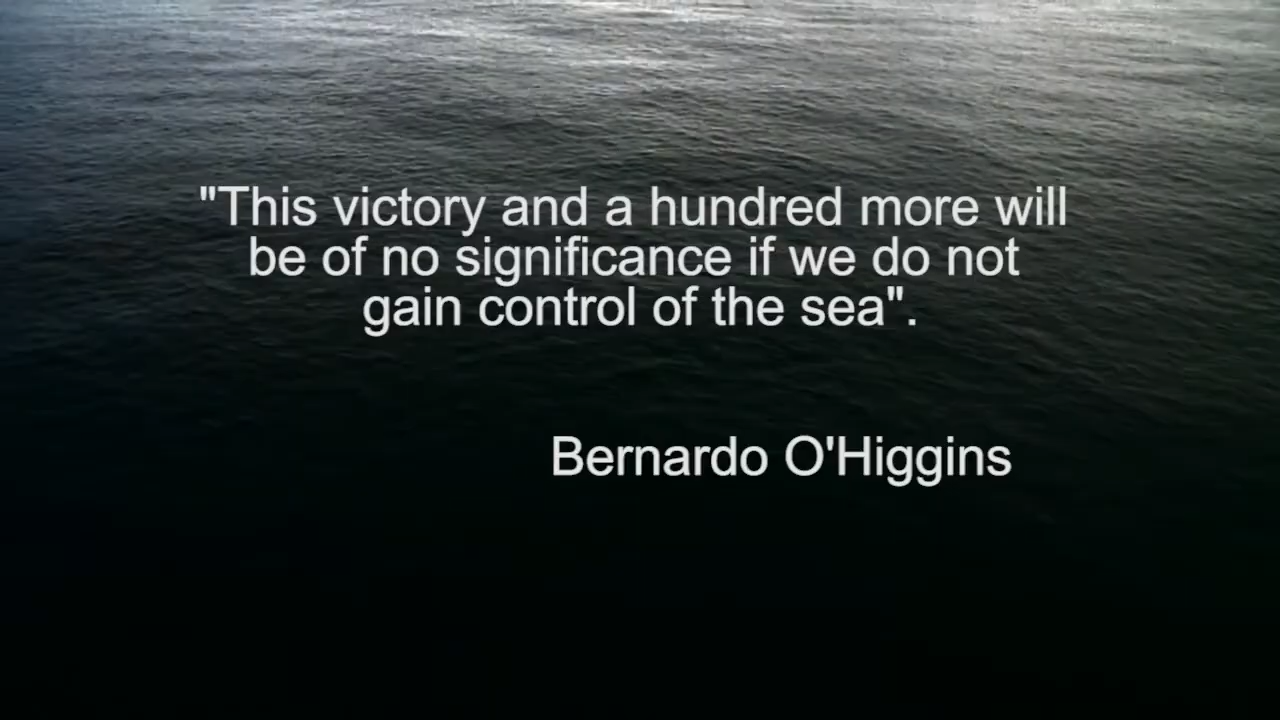 "This victory and a hundred more will
be of no significance if we do not
gain control of the sea".
Bernardo O'Higgins